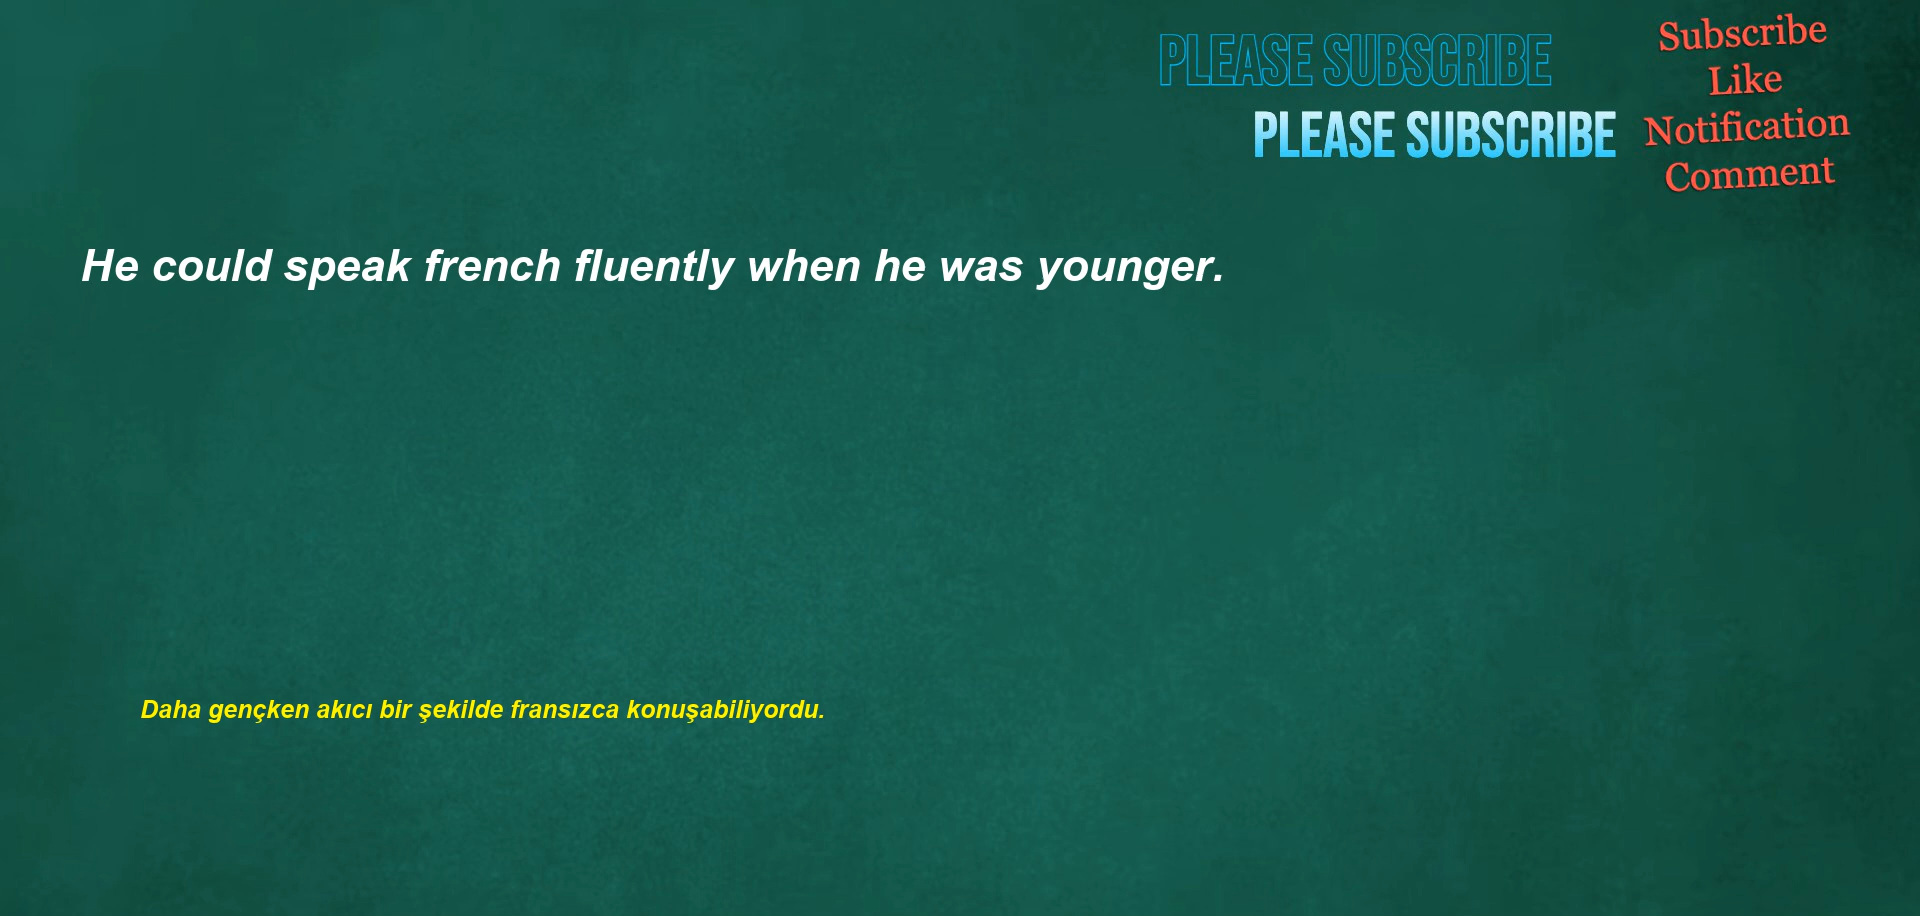 PLEASE SUBSCRIBE
PLEASE SUBSCRIBE
Subscribe
Like
Notification
Comment
He could speak french fluently when he was younger.
Daha gençken akıcı bir şekilde fransızca konuşabiliyordu.